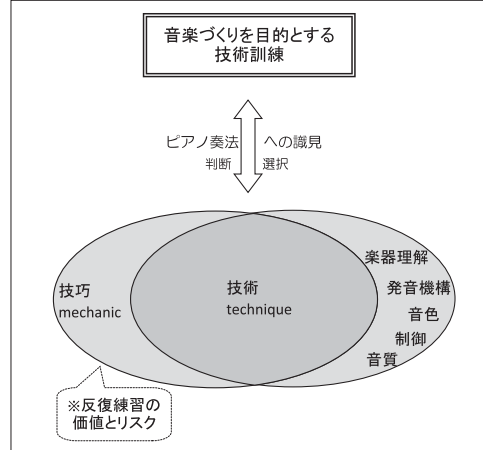 音楽づくりを目的とする
技術訓練
ピアノ奏法 への識見
判断 選択
技巧
mechanic
技術
technique
楽器理解
発音機構
音色
制御
音質
※反復練習の
価値とリスク